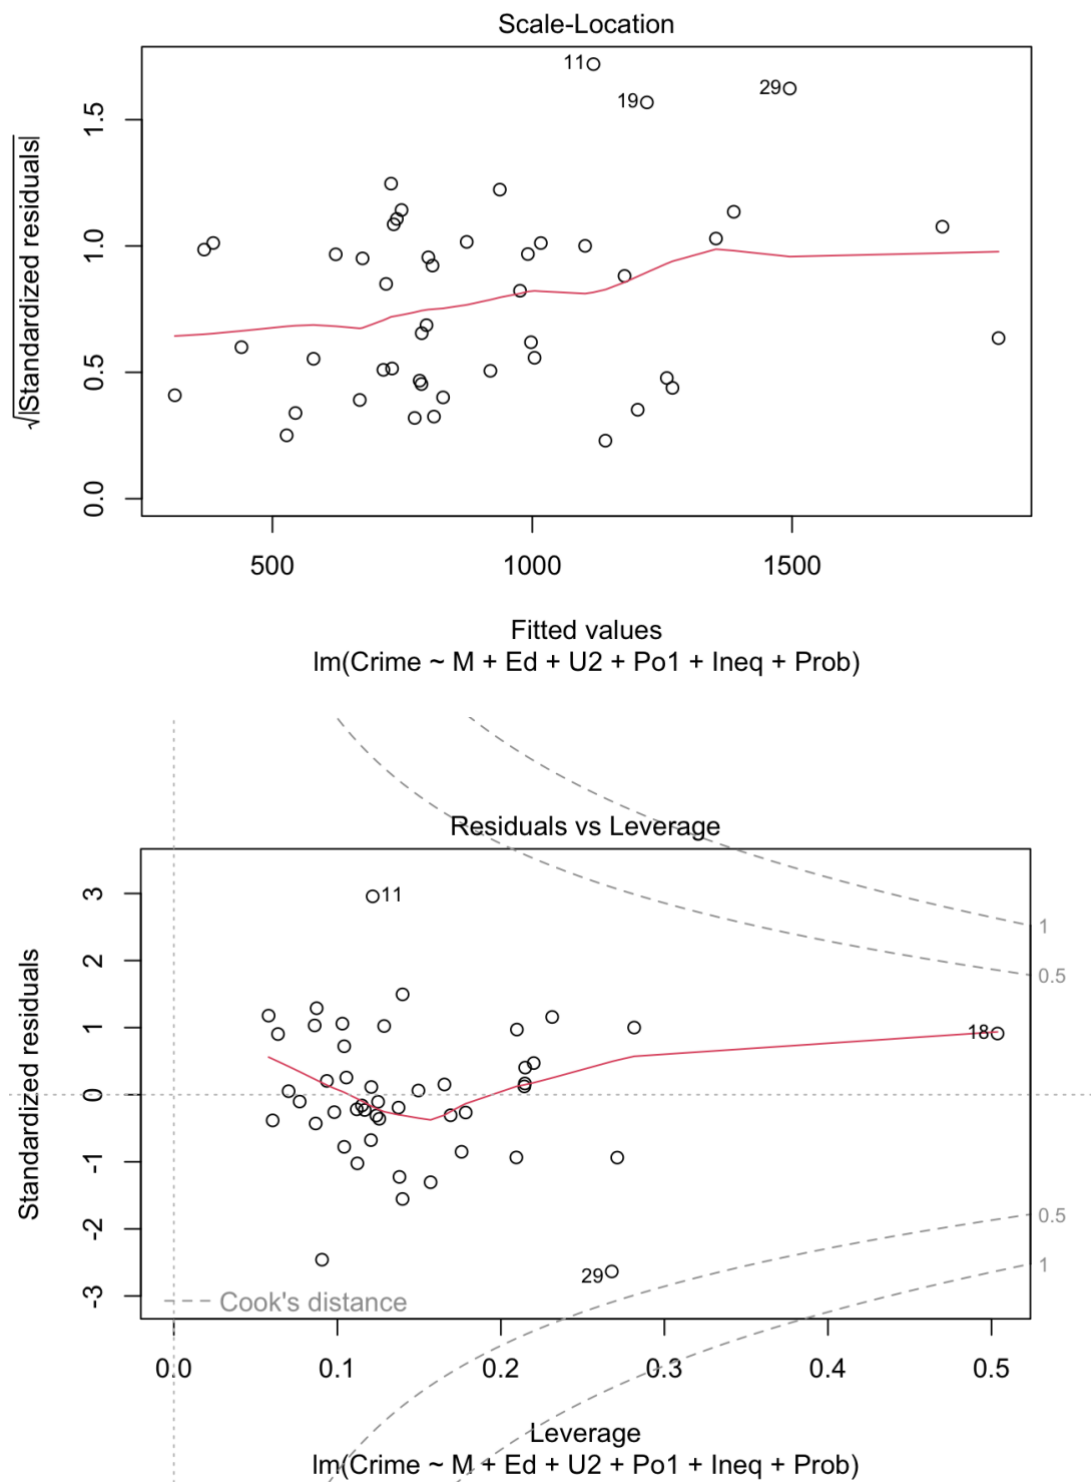 Scale-Location
11
19
29
√|Standardized residuals|
0.0 0.5 1.0 1.5
500 1000 1500
Fitted values
lm(Crime ~ M + Ed + U2 + Po1 + Ineq + Prob)
Residuals vs Leverage
11
18
29
1
0.5
0.5
1
Standardized residuals
-3 -2 -1 0 1 2 3
Cook's distance
0.0 0.1 0.2 0.3 0.4 0.5
Leverage
lm(Crime ~ M + Ed + U2 + Po1 + Ineq + Prob)